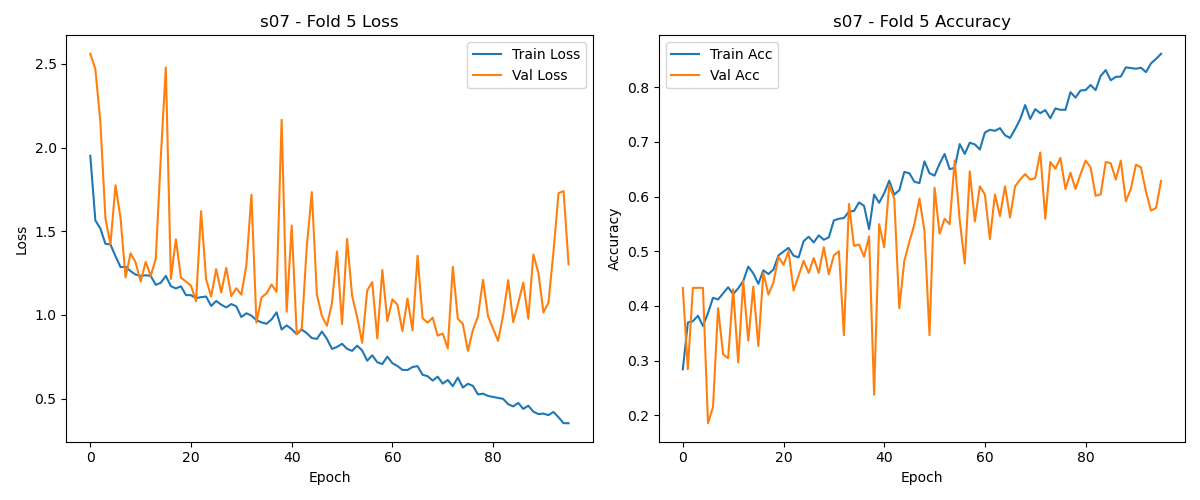 s07 - Fold 5 Loss
Train Loss
Val Loss
2.5
2.0
1.5
1.0
0.5
Loss
0
20
40
60
80
Epoch
s07 - Fold 5 Accuracy
Train Acc
Val Acc
0.8
0.7
0.6
0.5
0.4
0.3
0.2
Accuracy
0
20
40
60
80
Epoch